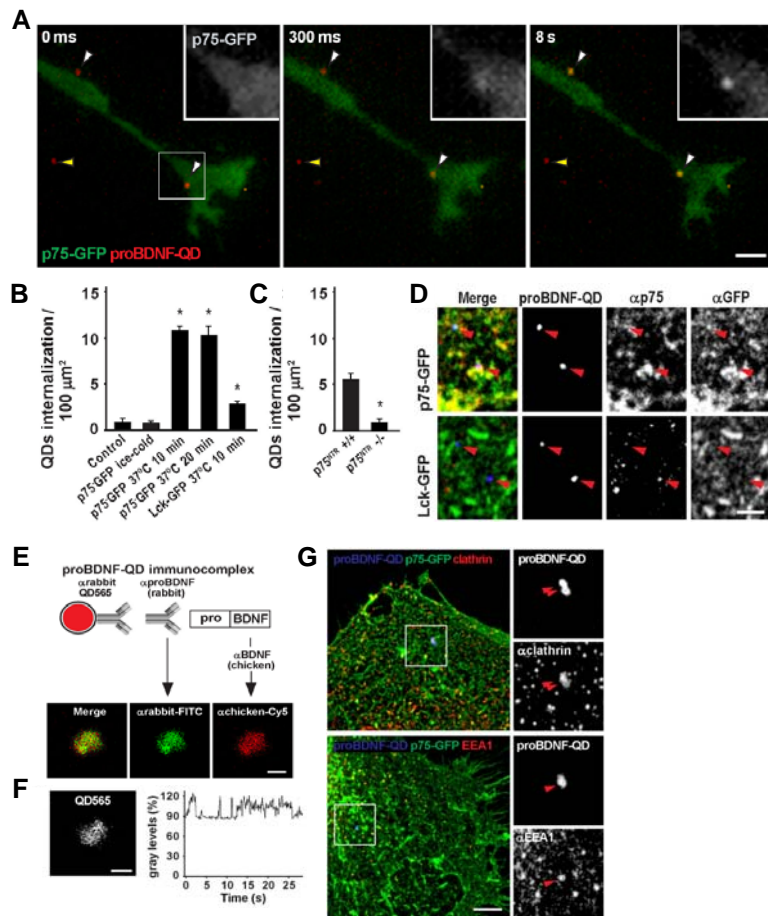 A
0 ms
p75-GFP
300 ms
8 s
p75-GFP proBDNF-QD
B
QDs internalization /
100 µm²
15
10
5
0
Control
p75-GFP ice-cold
p75-GFP 37ºC 10 min
p75-GFP 37ºC 20 min
Lck-GFP 37ºC 10 min
*
*
*
C
QDs internalization /
100 µm²
15
10
5
0
p75NTR +/+
p75NTR -/-
*
D
Merge
proBDNF-QD
αp75
αGFP
p75-GFP
Lck-GFP
E
proBDNF-QD immunocomplex
αrabbit
QD565
αproBDNF
(rabbit)
pro
BDNF
αBDNF
(chicken)
Merge
αrabbit-FITC
αchicken-Cy5
F
QD565
gray levels (%)
120
90
60
30
0
0 5 10 15 20 25
Time (s)
G
proBDNF-QD p75-GFP clathrin
proBDNF-QD
αclathrin
proBDNF-QD p75-GFP EEA1
proBDNF-QD
αEEA1